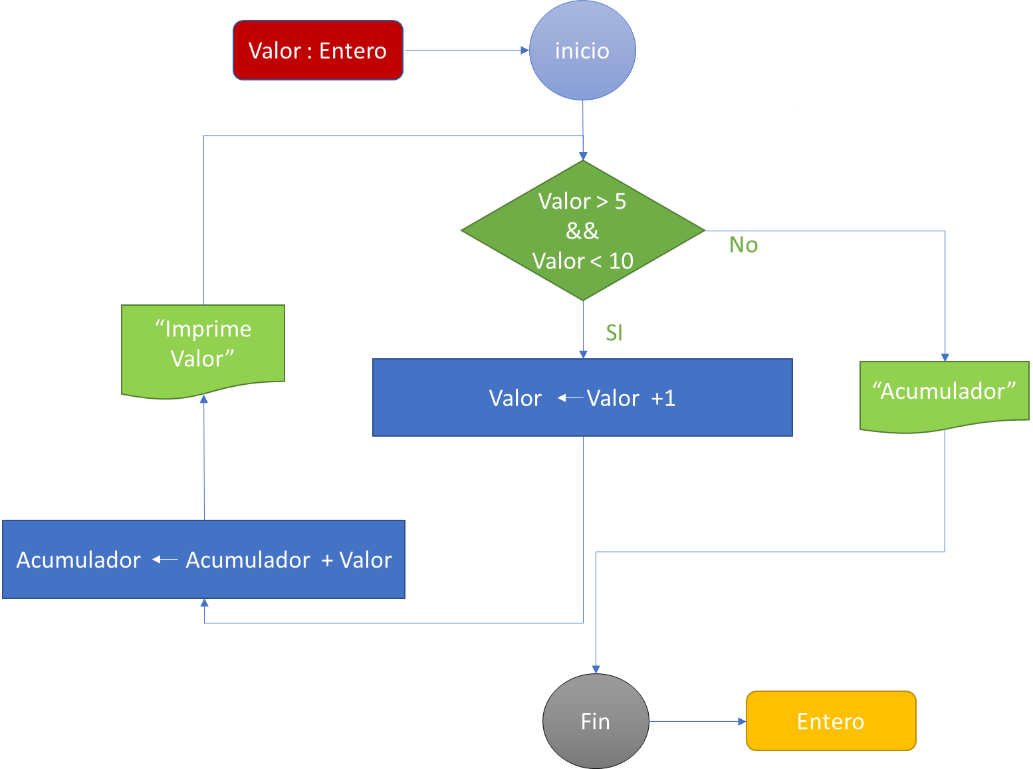 Valor : Entero
inicio
Valor > 5
&&
Valor < 10
No
SI
“Imprime
Valor”
Valor ← Valor +1
“Acumulador”
Acumulador ← Acumulador + Valor
Fin
Entero